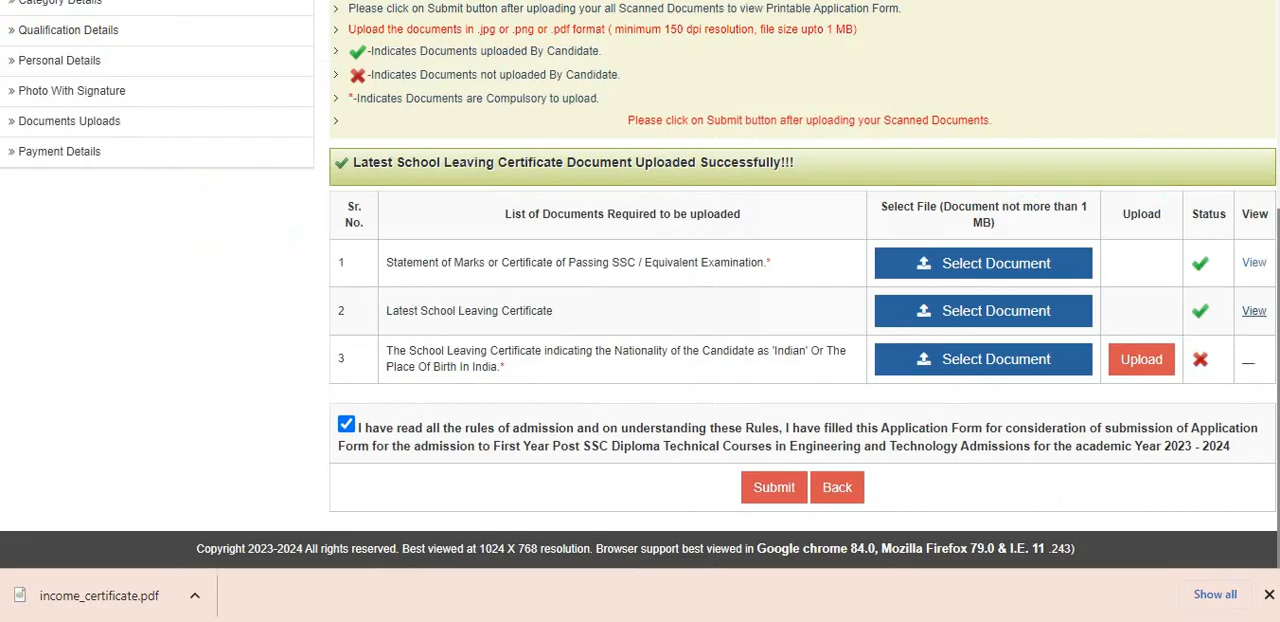 » Category Details
» Qualification Details
» Personal Details
» Photo With Signature
» Documents Uploads
» Payment Details
Please click on Submit button after uploading your all Scanned Documents to view Printable Application Form.
Upload the documents in .jpg or .png or .pdf format ( minimum 150 dpi resolution, file size upto 1 MB)
-Indicates Documents uploaded By Candidate.
-Indicates Documents not uploaded By Candidate.
*-Indicates Documents are Compulsory to upload.
Please click on Submit button after uploading your Scanned Documents.
Latest School Leaving Certificate Document Uploaded Successfully!!!
Sr. No. List of Documents Required to be uploaded Select File (Document not more than 1 MB) Upload Status View
1 Statement of Marks or Certificate of Passing SSC / Equivalent Examination.* Select Document View
2 Latest School Leaving Certificate Select Document View
3 The School Leaving Certificate indicating the Nationality of the Candidate as 'Indian' Or The
Place Of Birth In India.* Select Document Upload __
I have read all the rules of admission and on understanding these Rules, I have filled this Application Form for consideration of submission of Application
Form for the admission to First Year Post SSC Diploma Technical Courses in Engineering and Technology Admissions for the academic Year 2023 - 2024
Submit Back
Copyright 2023-2024 All rights reserved. Best viewed at 1024 X 768 resolution. Browser support best viewed in Google chrome 84.0, Mozilla Firefox 79.0 & I.E. 11 .243)
income_certificate.pdf Show all